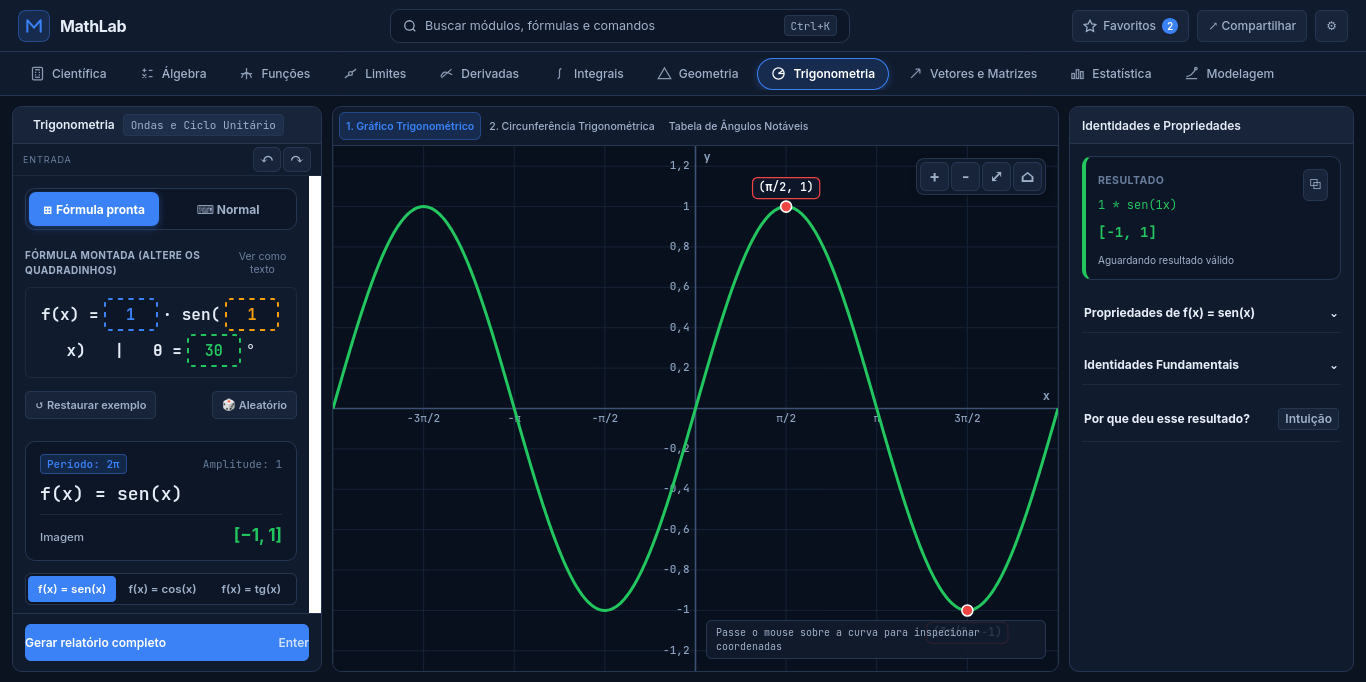 MathLab
Buscar módulos, fórmulas e comandos
Ctrl+K
Favoritos 2
Compartilhar
Científica
Álgebra
Funções
Limites
Derivadas
Integrais
Geometria
Trigonometria
Vetores e Matrizes
Estatística
Modelagem
Trigonometria
Ondas e Ciclo Unitário
ENTRADA
Fórmula pronta
Normal
FÓRMULA MONTADA (ALTERE OS
QUADRADINHOS)
Ver como
texto
f(x) = 1 · sen( 1
x) | θ = 30 °
↺ Restaurar exemplo
Aleatório
Período: 2π
Amplitude: 1
f(x) = sen(x)
Imagem
[−1, 1]
f(x) = sen(x)
f(x) = cos(x)
f(x) = tg(x)
Gerar relatório completo
Enter
1. Gráfico Trigonométrico
2. Circunferência Trigonométrica
Tabela de Ângulos Notáveis
y
1,2
1
0,8
0,6
0,4
0,2
-0,2
-0,4
-0,6
-0,8
-1
-1,2
-3π/2
-π
-π/2
π/2
π
3π/2
x
(π/2, 1)
+
-
Passe o mouse sobre a curva para inspecionar
coordenadas
Identidades e Propriedades
RESULTADO
1 * sen(1x)
[-1, 1]
Aguardando resultado válido
Propriedades de f(x) = sen(x)
Identidades Fundamentais
Por que deu esse resultado?
Intuição